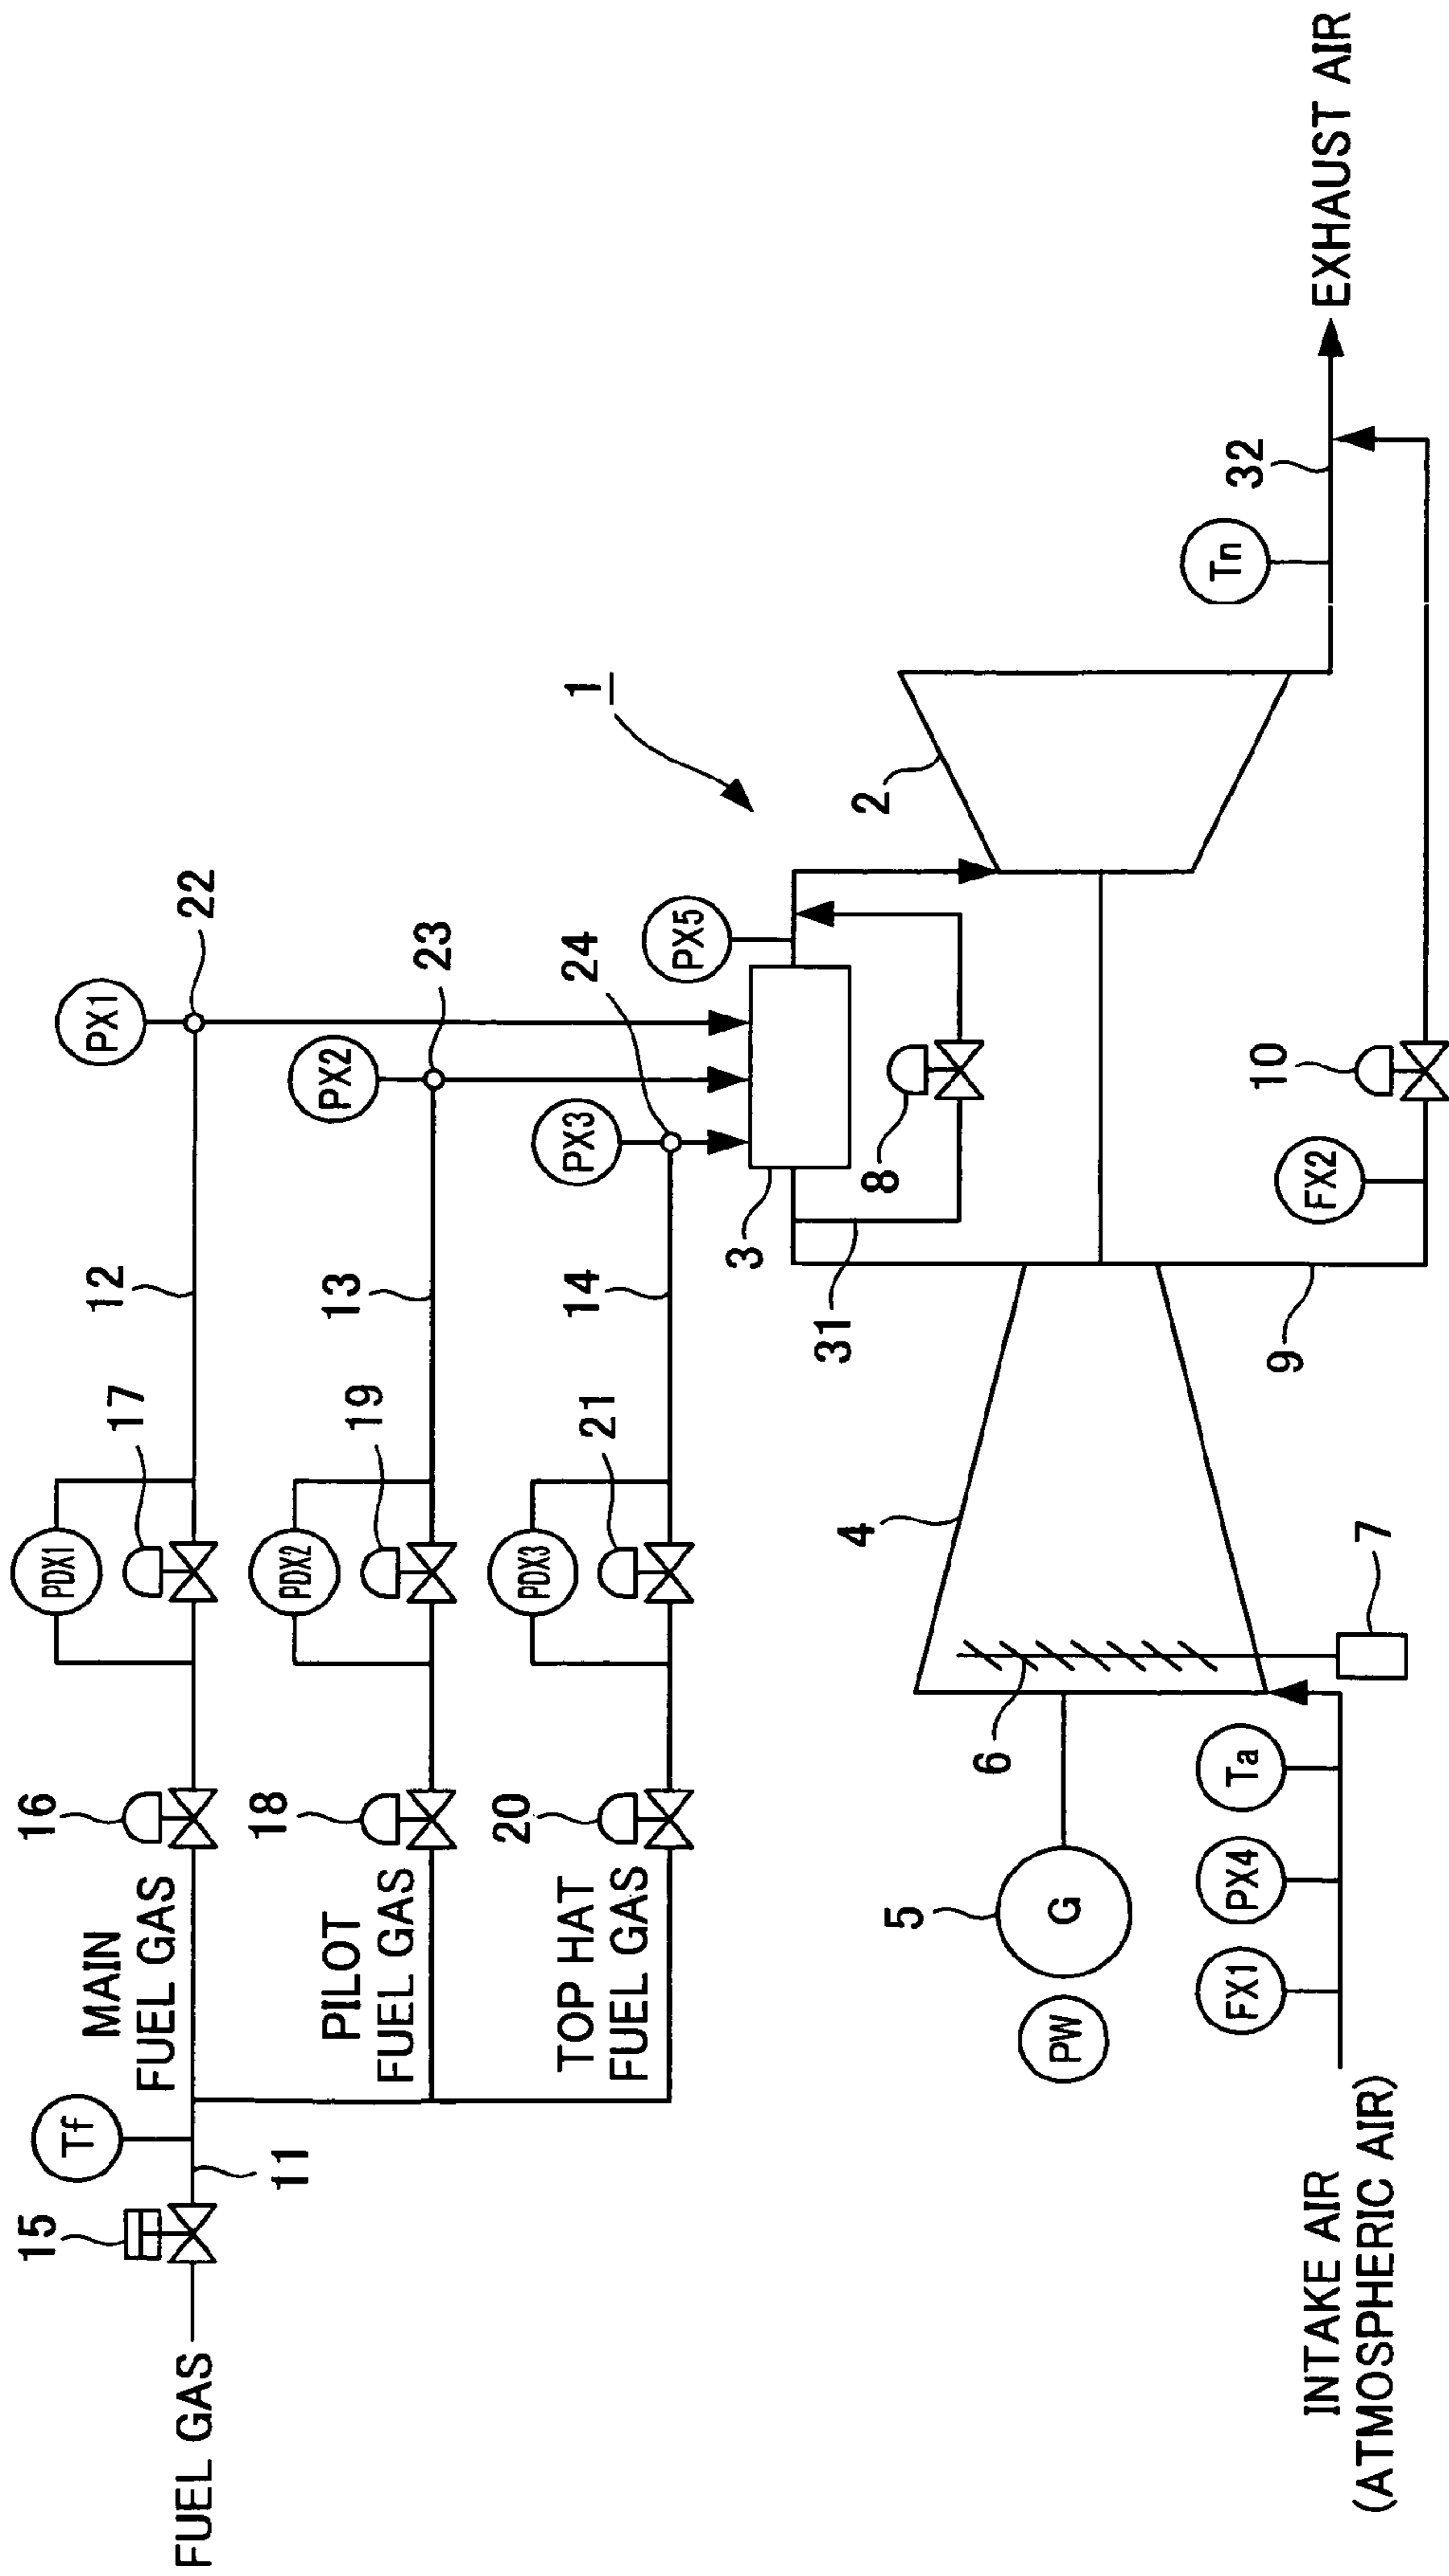 15
Tf
11
FUEL GAS
MAIN
FUEL GAS
16
PDX1
17
12
PX1
22
PILOT
FUEL GAS
18
PDX2
19
13
PX2
23
TOP HAT
FUEL GAS
20
PDX3
21
14
PX3
24
1
PX5
3
8
31
2
4
5
G
PW
6
7
Ta
PX4
FX1
INTAKE AIR
(ATMOSPHERIC AIR)
9
FX2
10
Tn
32
EXHAUST AIR